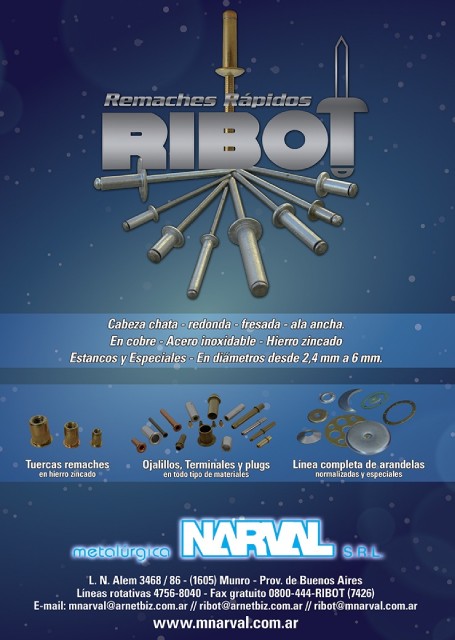 Remaches Rápidos
RIBOT
Cabeza chata - redonda - fresada - ala ancha.
En cobre - Acero inoxidable - Hierro zincado
Estancos y Especiales - En diámetros desde 2,4 mm a 6 mm.
Tuercas remaches
en hierro zincado
Ojalillos, Terminales y plugs
en todo tipo de materiales
Línea completa de arandelas
normalizadas y especiales
metalúrgica NARVAL S.R.L.
L. N. Alem 3468 / 86 - (1605) Munro - Prov. de Buenos Aires
Líneas rotativas 4756-8040 - Fax gratuito 0800-444-RIBOT (7426)
E-mail: mnarval@arnetbiz.com.ar // ribot@arnetbiz.com.ar // ribot@mnarval.com.ar
www.mnarval.com.ar